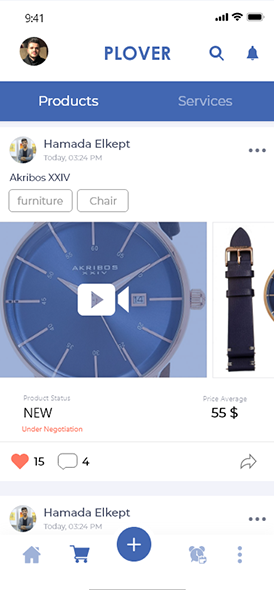 9:41
PLOVER
Products Services
Hamada Elkept
Today, 03:24 PM
Akribos XXIV
furniture Chair
AKRIBOS
XXIV
14
Product Status Price Average
NEW 55 $
Under Negotiation
15 4
Hamada Elkept
Today, 03:24 PM